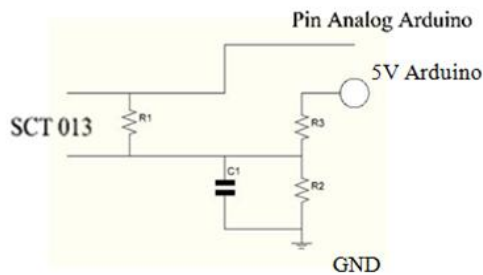 Pin Analog Arduino
5V Arduino
R1
R3
SCT 013
C1
R2
GND